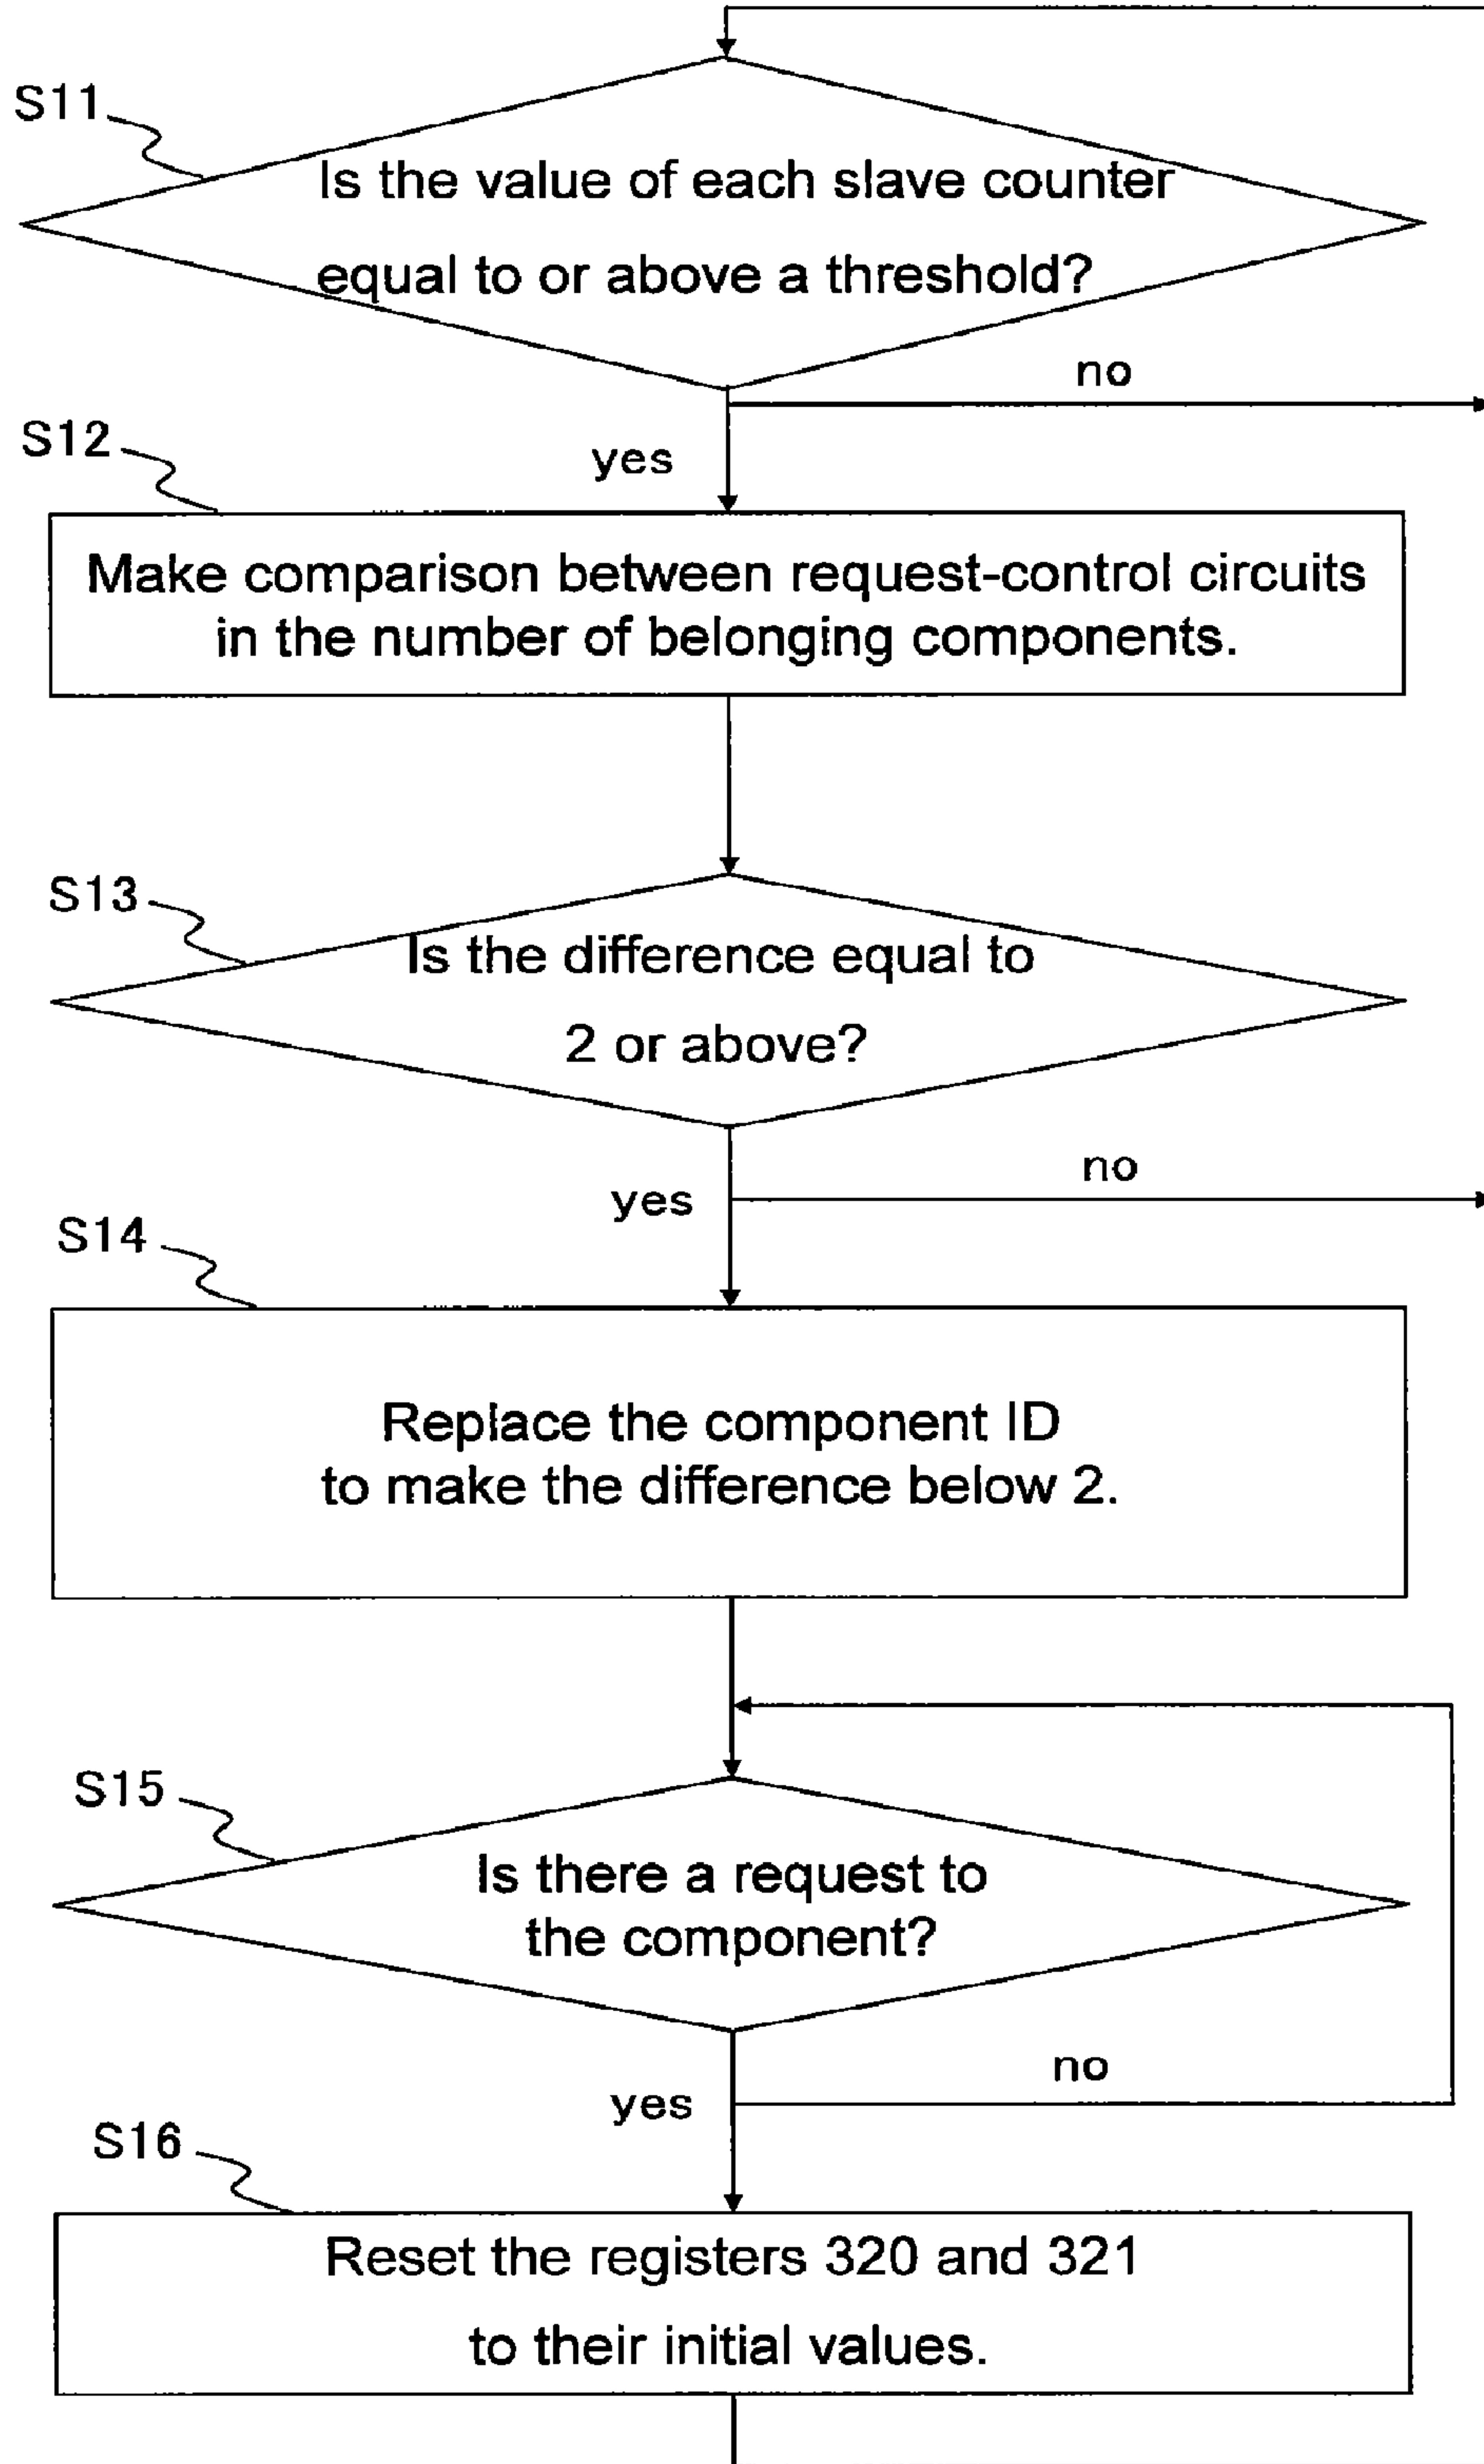 S11
Is the value of each slave counter
equal to or above a threshold?
no
S12
yes
Make comparison between request-control circuits
in the number of belonging components.
S13
Is the difference equal to
2 or above?
no
yes
S14
Replace the component ID
to make the difference below 2.
S15
Is there a request to
the component?
no
yes
S16
Reset the registers 320 and 321
to their initial values.